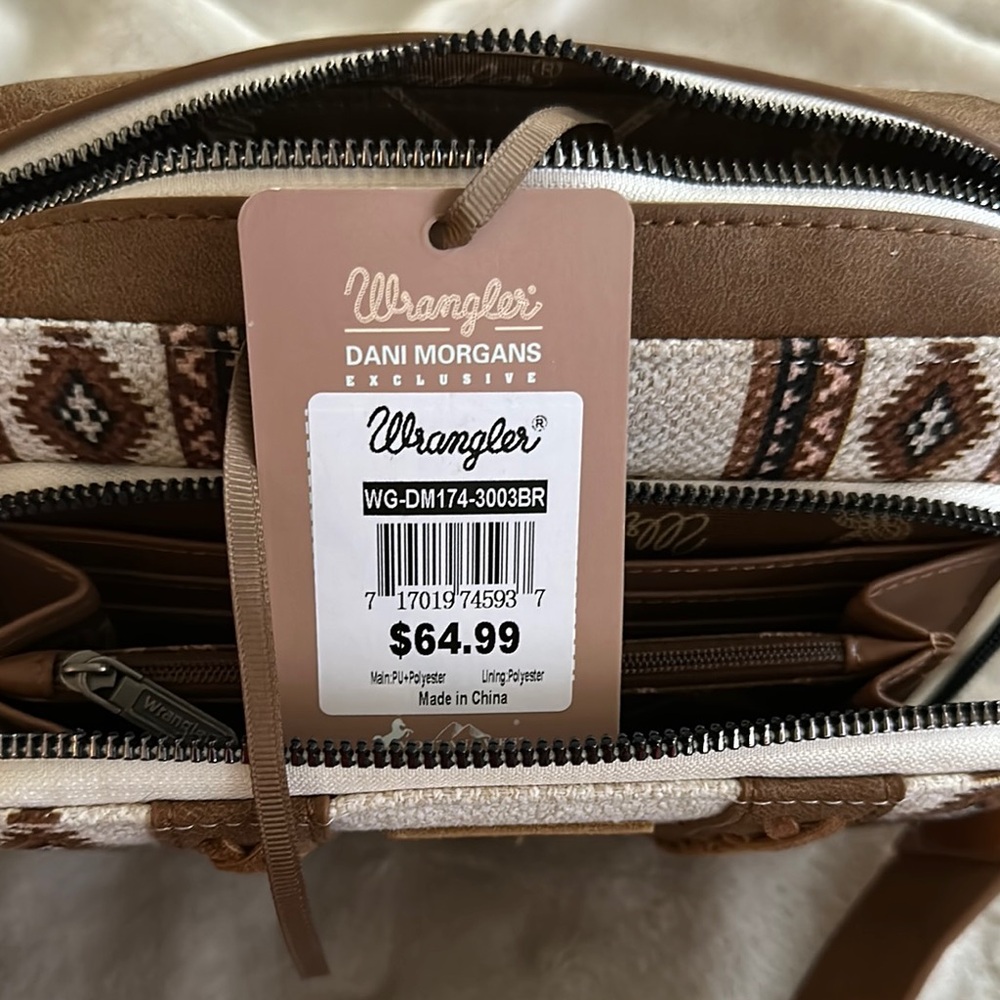 Wrangler
DANI MORGANS
EXCLUSIVE
Wrangler®
WG-DM174-3003BR
7 17019 74593 7
$64.99
Main:PU+Polyester Lining:Polyester
Made in China
Wrangler